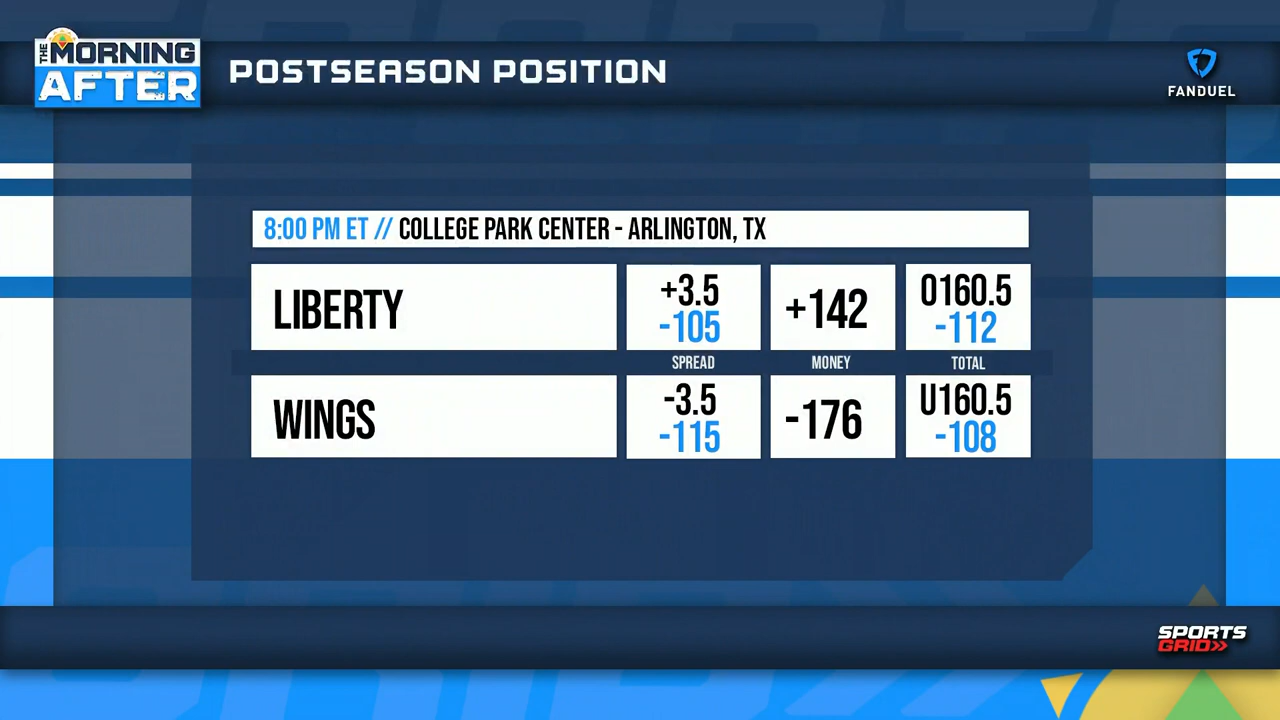 THE MORNING
AFTER
POSTSEASON POSITION
FANDUEL
8:00 PM ET // COLLEGE PARK CENTER - ARLINGTON, TX
LIBERTY
+3.5
-105
+142
O160.5
-112
SPREAD
MONEY
TOTAL
WINGS
-3.5
-115
-176
U160.5
-108
SPORTS
GRID